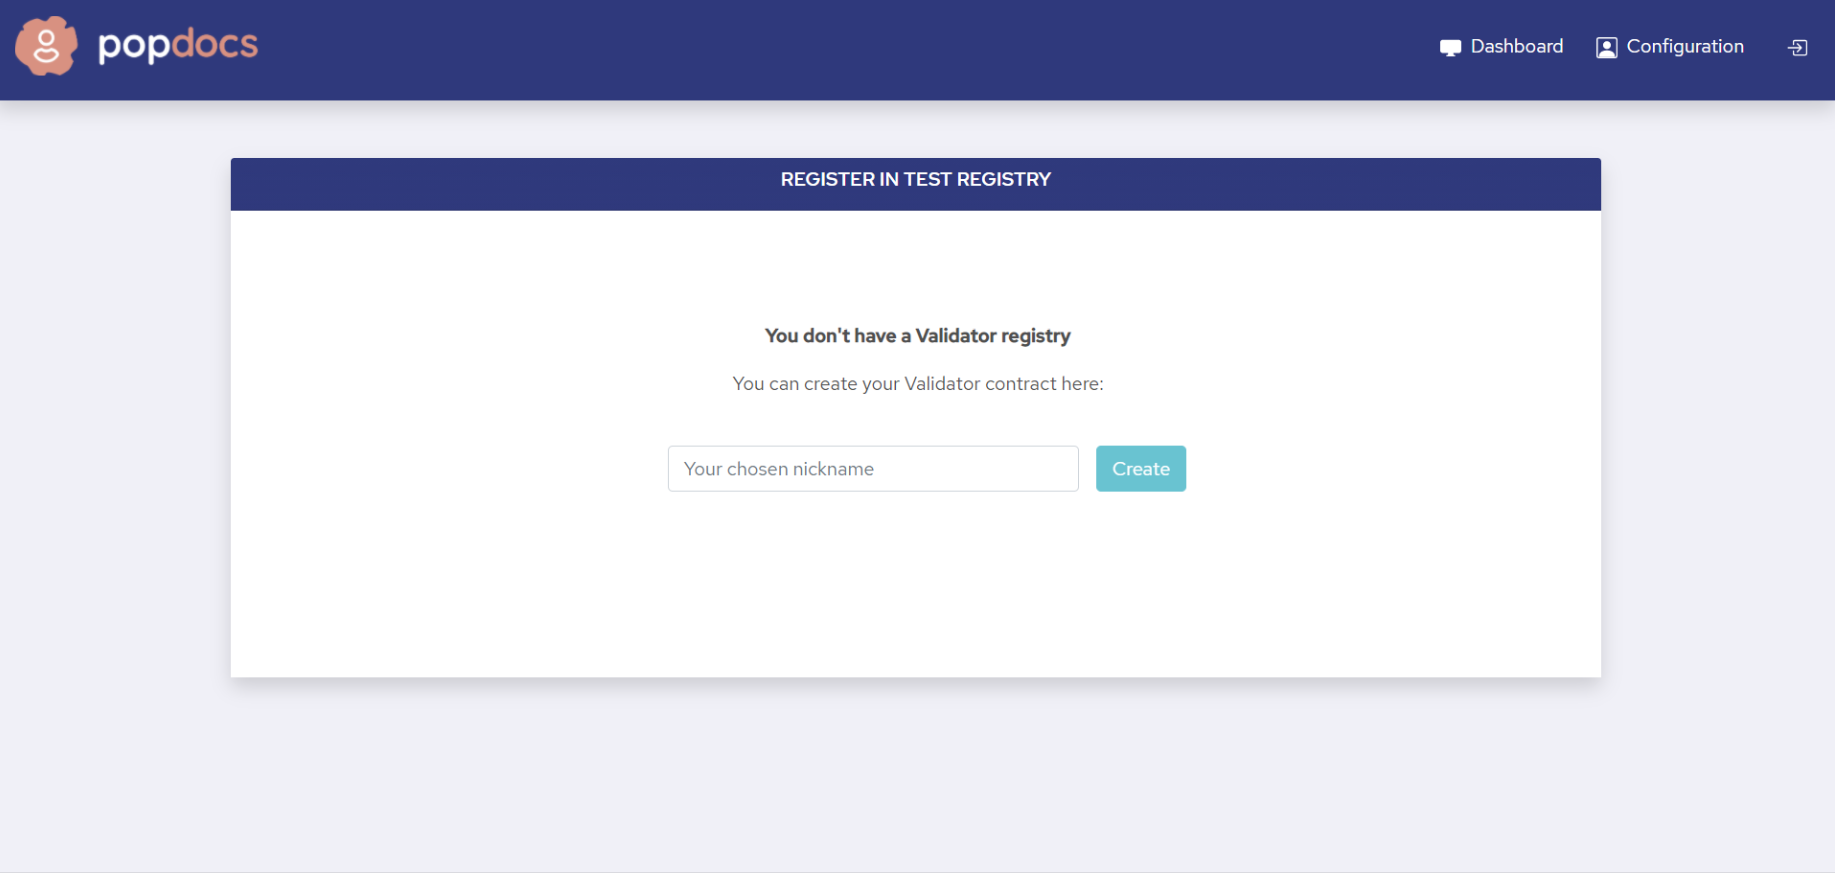 popdocs
Dashboard
Configuration
REGISTER IN TEST REGISTRY
You don't have a Validator registry
You can create your Validator contract here:
Your chosen nickname
Create